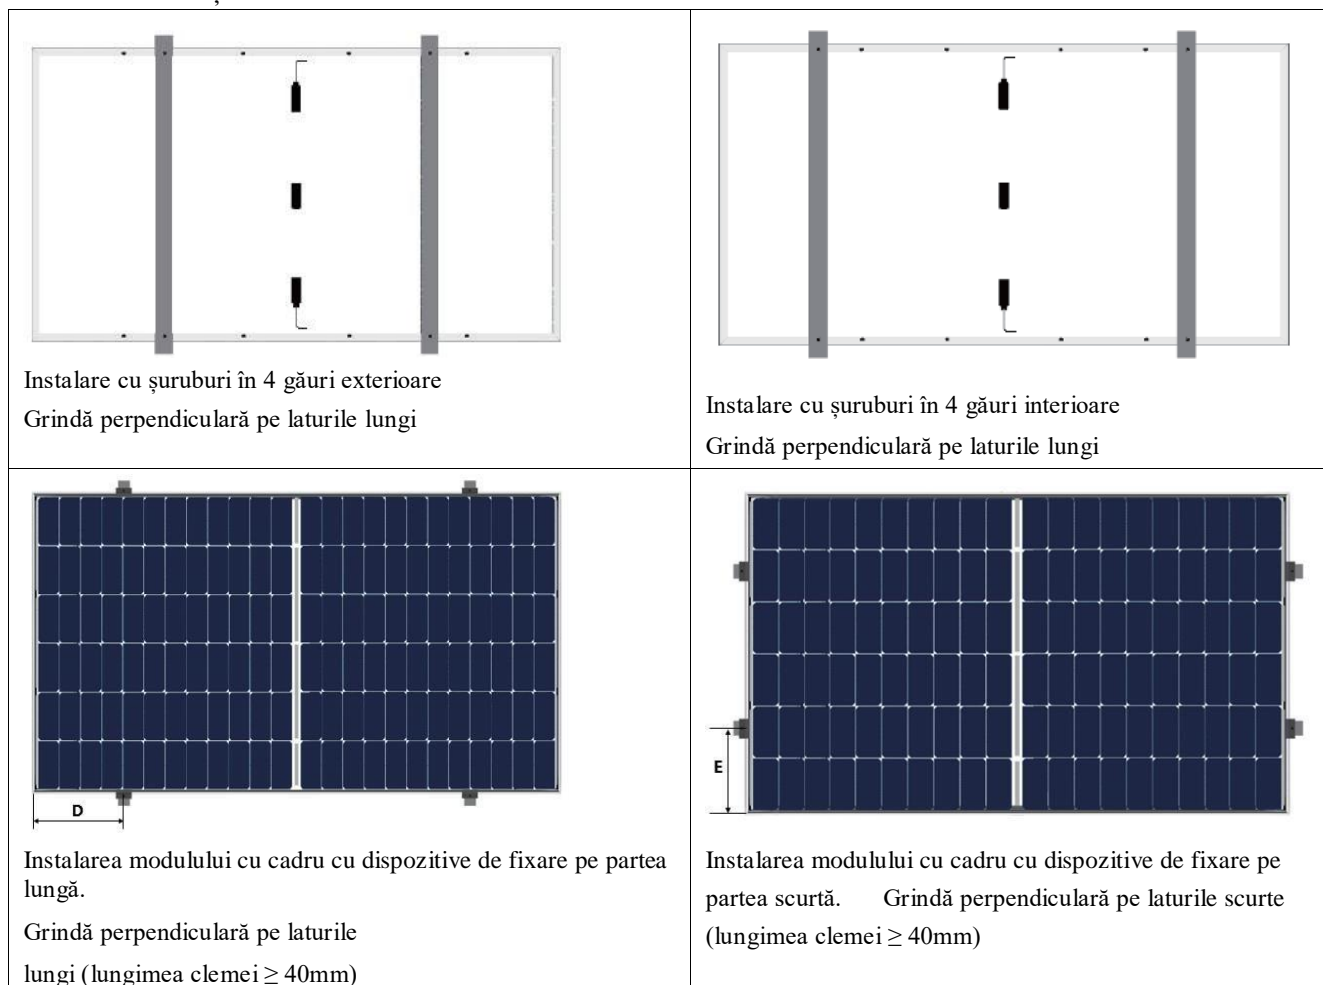 Instalare cu șuruburi în 4 găuri exterioare
Grindă perpendiculară pe laturile lungi
Instalare cu șuruburi în 4 găuri interioare
Grindă perpendiculară pe laturile lungi
D
Instalarea modulului cu cadru cu dispozitive de fixare pe partea
lungă.
Grindă perpendiculară pe laturile
lungi (lungimea clemei ≥ 40mm)
E
Instalarea modulului cu cadru cu dispozitive de fixare pe
partea scurtă. Grindă perpendiculară pe laturile scurte
(lungimea clemei ≥ 40mm)